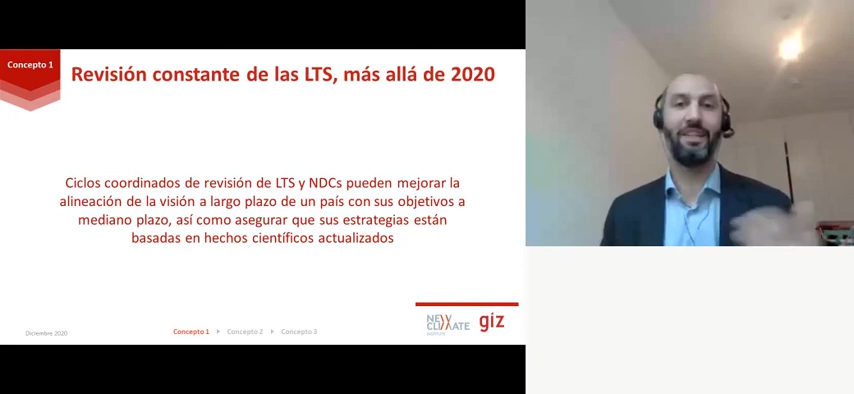 Concepto 1
Revisión constante de las LTS, más allá de 2020
Ciclos coordinados de revisión de LTS y NDCs pueden mejorar la
alineación de la visión a largo plazo de un país con sus objetivos a
mediano plazo, así como asegurar que sus estrategias están
basadas en hechos científicos actualizados
Diciembre 2020
Concepto 1 Concepto 2 Concepto 3
NEW
CLIMATE
INSTITUTE
giz